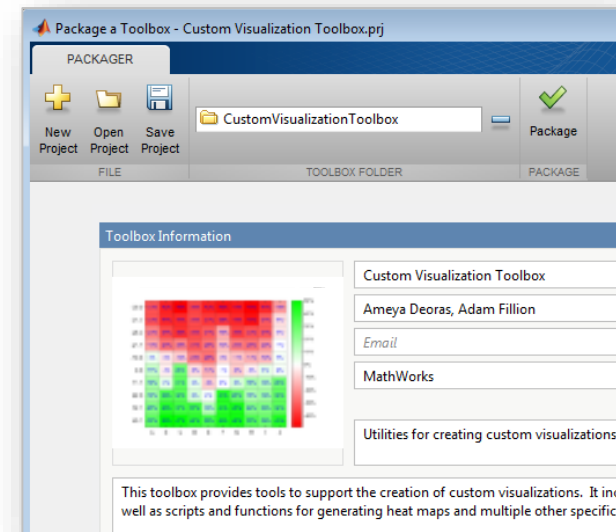 Package a Toolbox - Custom Visualization Toolbox.prj
PACKAGER
New Project
Open Project
Save Project
CustomVisualizationToolbox
Package
FILE
TOOLBOX FOLDER
PACKAGE
Toolbox Information
Custom Visualization Toolbox
Ameya Deoras, Adam Fillion
Email
MathWorks
Utilities for creating custom visualizations
This toolbox provides tools to support the creation of custom visualizations. It
well as scripts and functions for generating heat maps and multiple other